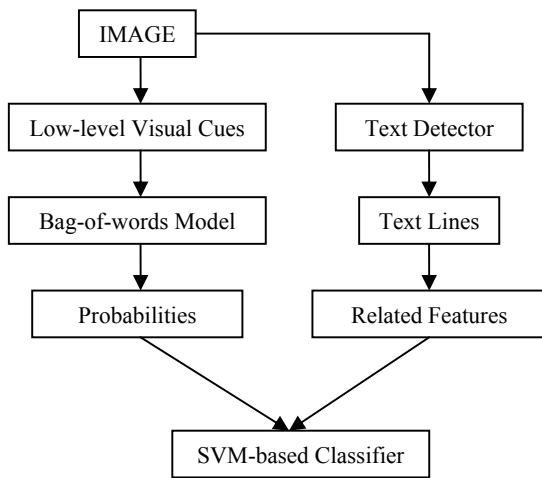 IMAGE
Low-level Visual Cues
Text Detector
Bag-of-words Model
Text Lines
Probabilities
Related Features
SVM-based Classifier